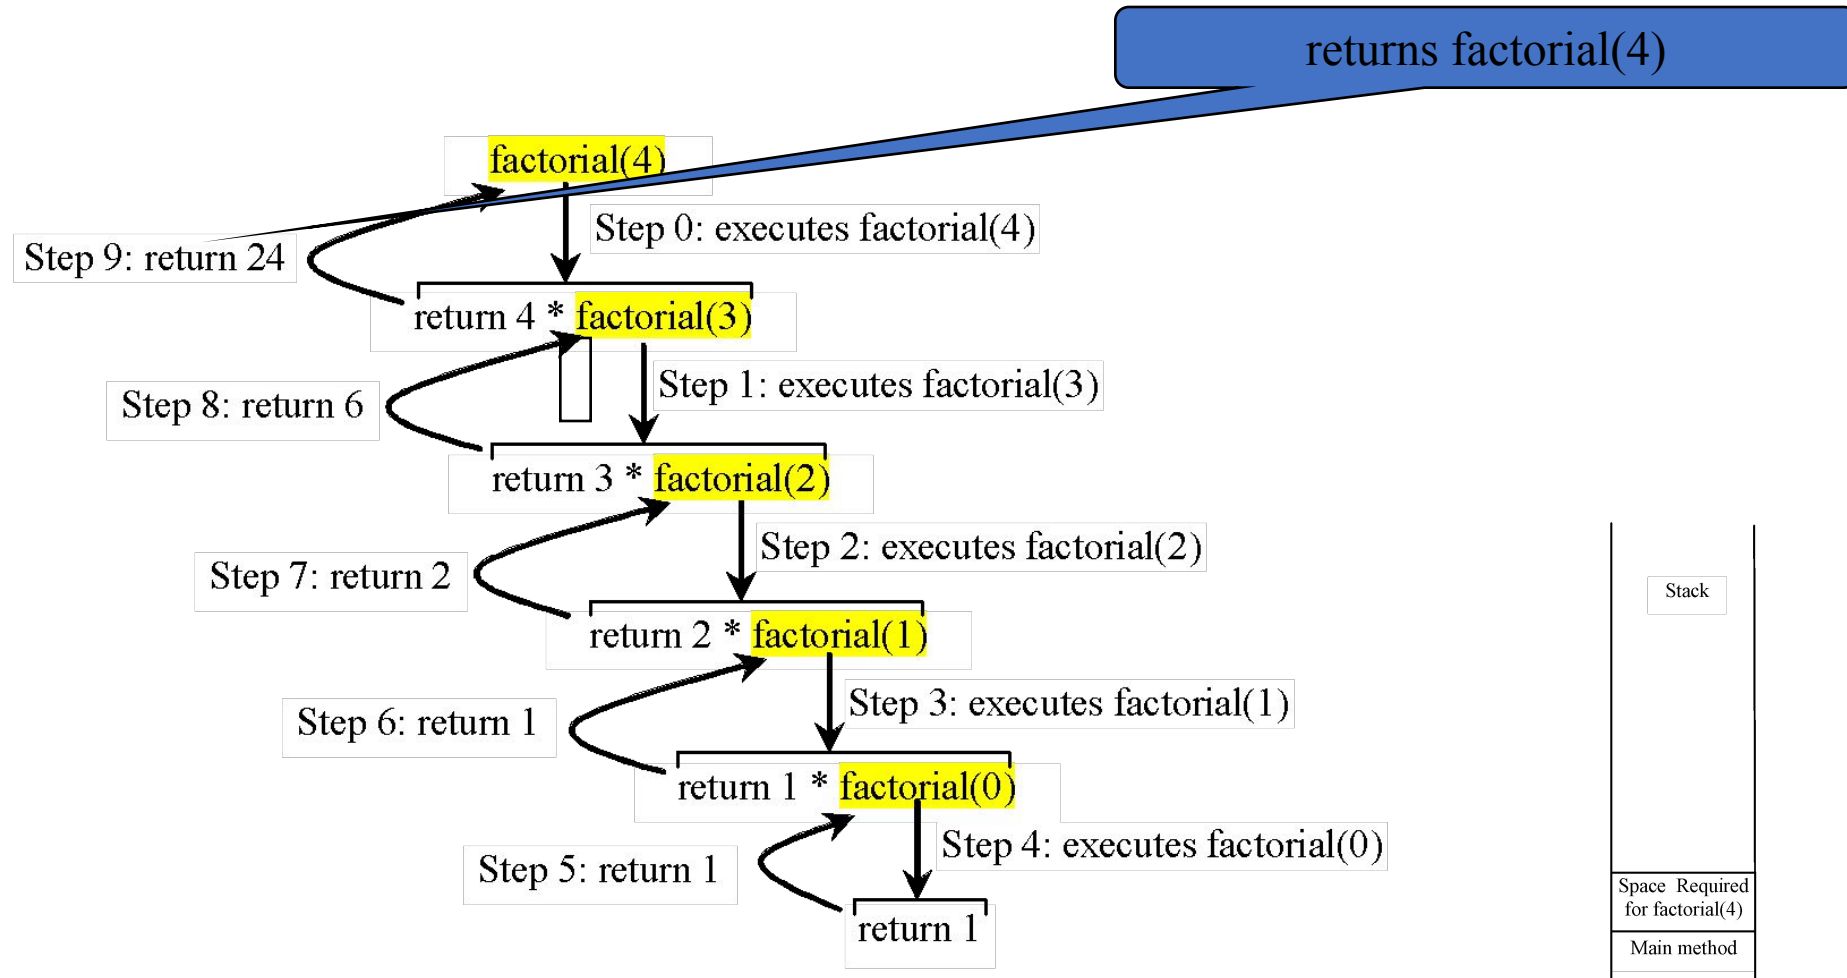 returns factorial(4)
factorial(4)
Step 0: executes factorial(4)
Step 9: return 24
return 4 * factorial(3)
Step 1: executes factorial(3)
Step 8: return 6
return 3 * factorial(2)
Step 2: executes factorial(2)
Step 7: return 2
return 2 * factorial(1)
Step 3: executes factorial(1)
Step 6: return 1
return 1 * factorial(0)
Step 4: executes factorial(0)
Step 5: return 1
return 1
Stack
Space Required
for factorial(4)
Main method